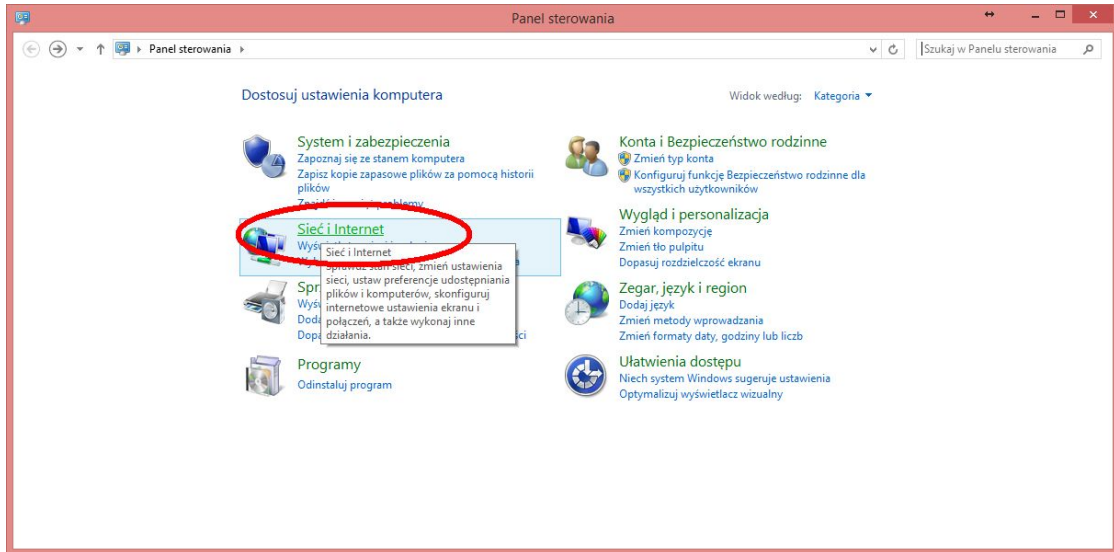 Panel sterowania
Panel sterowania
Szukaj w Panelu sterowania
Dostosuj ustawienia komputera
Widok według: Kategoria
System i zabezpieczenia
Zapoznaj się ze stanem komputera
Zapisz kopie zapasowe plików za pomocą historii
plików
problemy
Sieć i Internet
Sieć i Internet
Sprawdź stan sieci, zmień ustawienia
sieci, ustaw preferencje udostępniania
plików i komputerów, skonfiguruj
internetowe ustawienia ekranu i
połączeń, a także wykonaj inne
działania.
Programy
Odinstaluj program
Konta i Bezpieczeństwo rodzinne
Zmień typ konta
Konfiguruj funkcję Bezpieczeństwo rodzinne dla
wszystkich użytkowników
Wygląd i personalizacja
Zmień kompozycję
Zmień tło pulpitu
Dopasuj rozdzielczość ekranu
Zegar, język i region
Dodaj język
Zmień metody wprowadzania
Zmień formaty daty, godziny lub liczb
Ułatwienia dostępu
Niech system Windows sugeruje ustawienia
Optymalizuj wyświetlacz wizualny